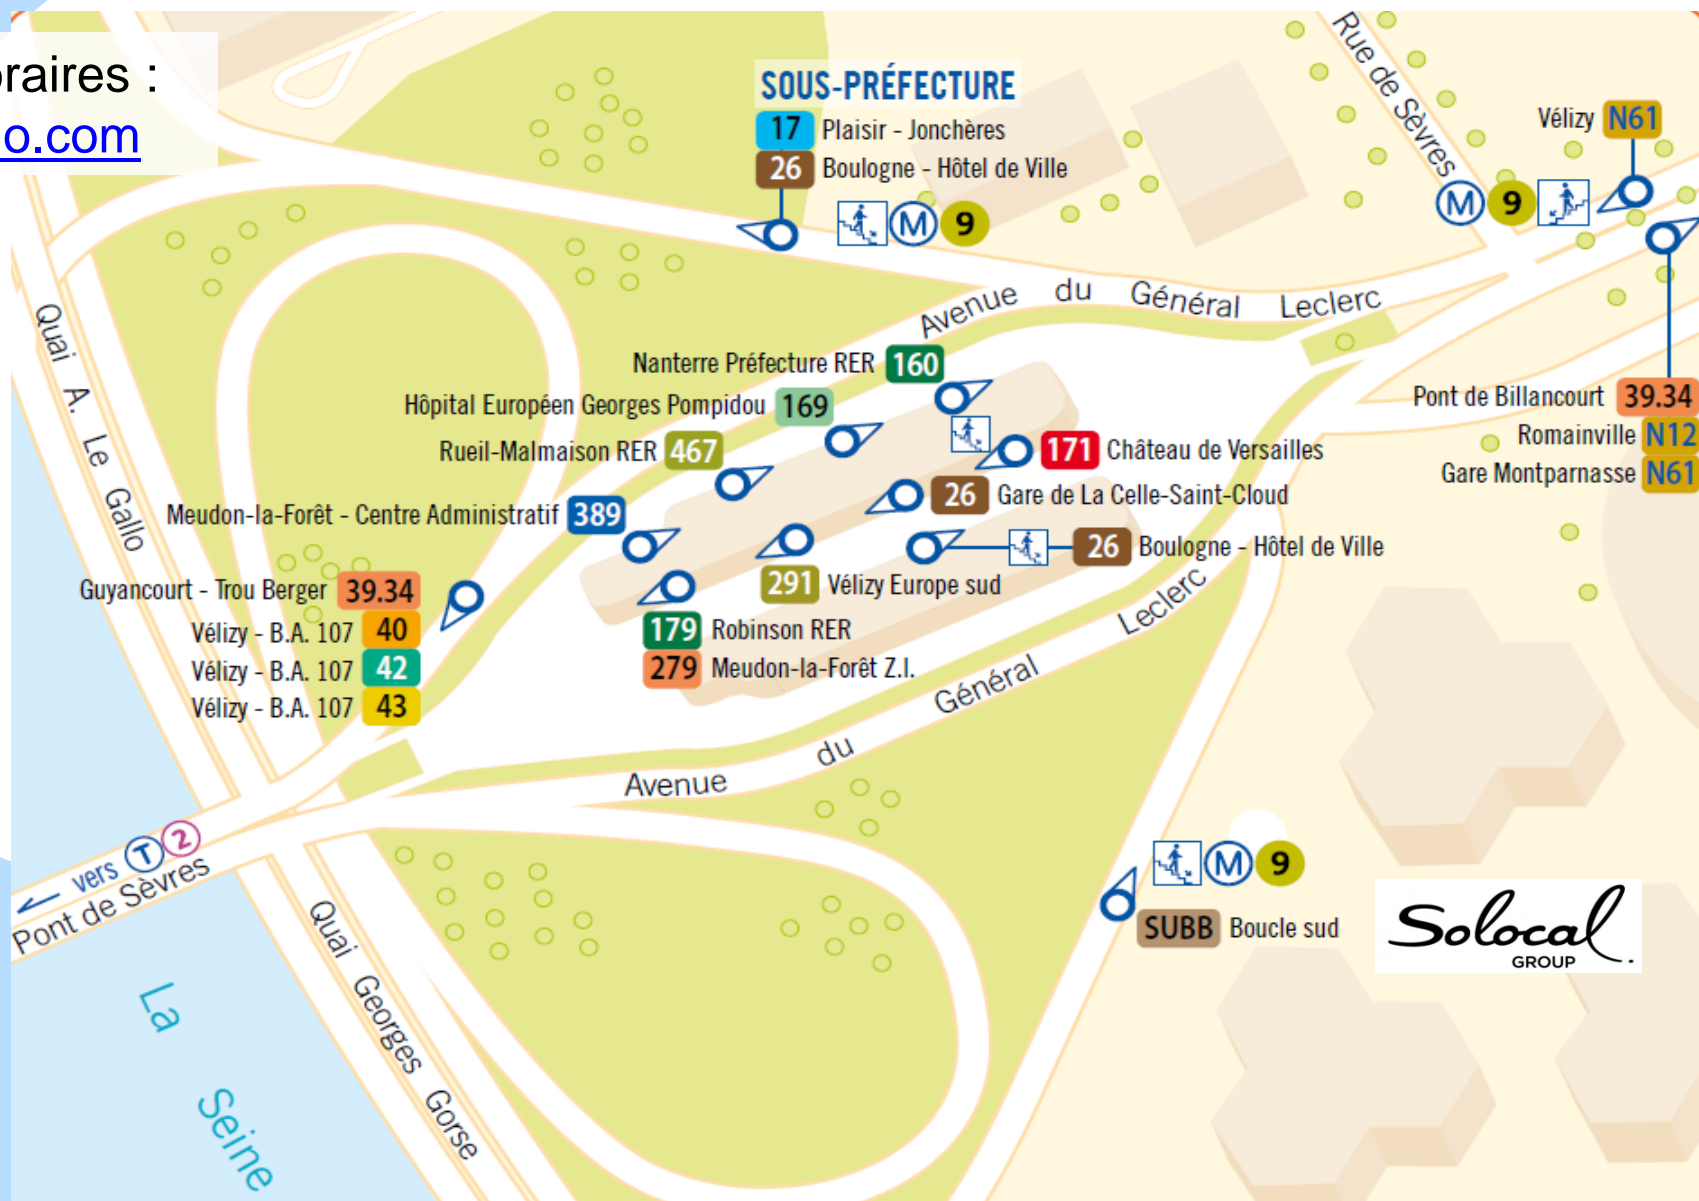 oraires :
o.com
SOUS-PRÉFECTURE
17 Plaisir - Jonchères
26 Boulogne - Hôtel de Ville
M 9
Rue de Sèvres
Vélizy N61
M 9
Avenue du Général Leclerc
Quai A. Le Gallo
Nanterre Préfecture RER 160
Hôpital Européen Georges Pompidou 169
Rueil-Malmaison RER 467
Meudon-la-Forêt - Centre Administratif 389
171 Château de Versailles
26 Gare de La Celle-Saint-Cloud
26 Boulogne - Hôtel de Ville
Pont de Billancourt 39.34
Romainville N12
Gare Montparnasse N61
Guyancourt - Trou Berger 39.34
Vélizy - B.A. 107 40
Vélizy - B.A. 107 42
Vélizy - B.A. 107 43
291 Vélizy Europe sud
179 Robinson RER
279 Meudon-la-Forêt Z.I.
Avenue du Général Leclerc
vers T 2
Pont de Sèvres
M 9
SUBB Boucle sud
Solocal
GROUP
Quai Georges Gorse
La Seine